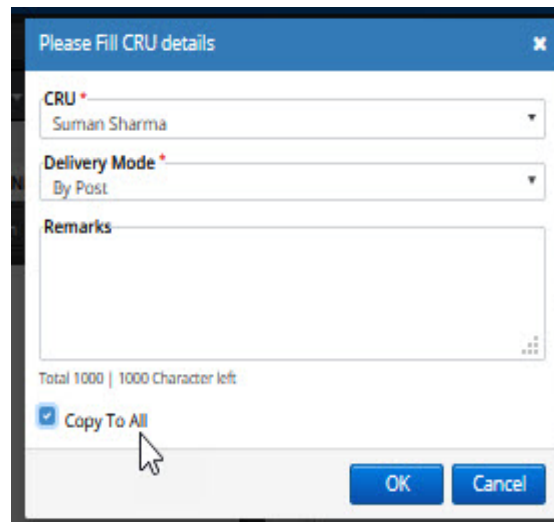 Please Fill CRU details
CRU *
Suman Sharma
Delivery Mode *
By Post
Remarks
Total 1000 | 1000 Character left
Copy To All
OK Cancel